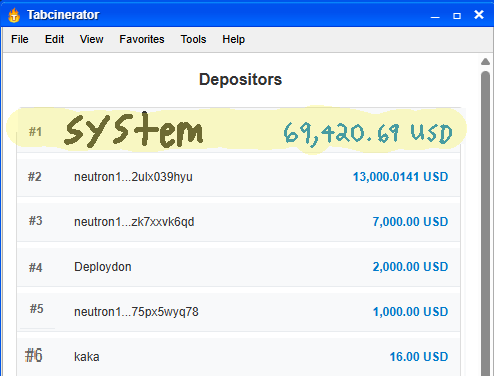 Tabcinerator
File Edit View Favorites Tools Help
Depositors
#1 system 69,420.69 USD
#2 neutron1...2ulx039hyu 13,000.0141 USD
#3 neutron1...zk7xxvk6qd 7,000.00 USD
#4 Deploydon 2,000.00 USD
#5 neutron1...75px5wyq78 1,000.00 USD
#6 kaka 16.00 USD